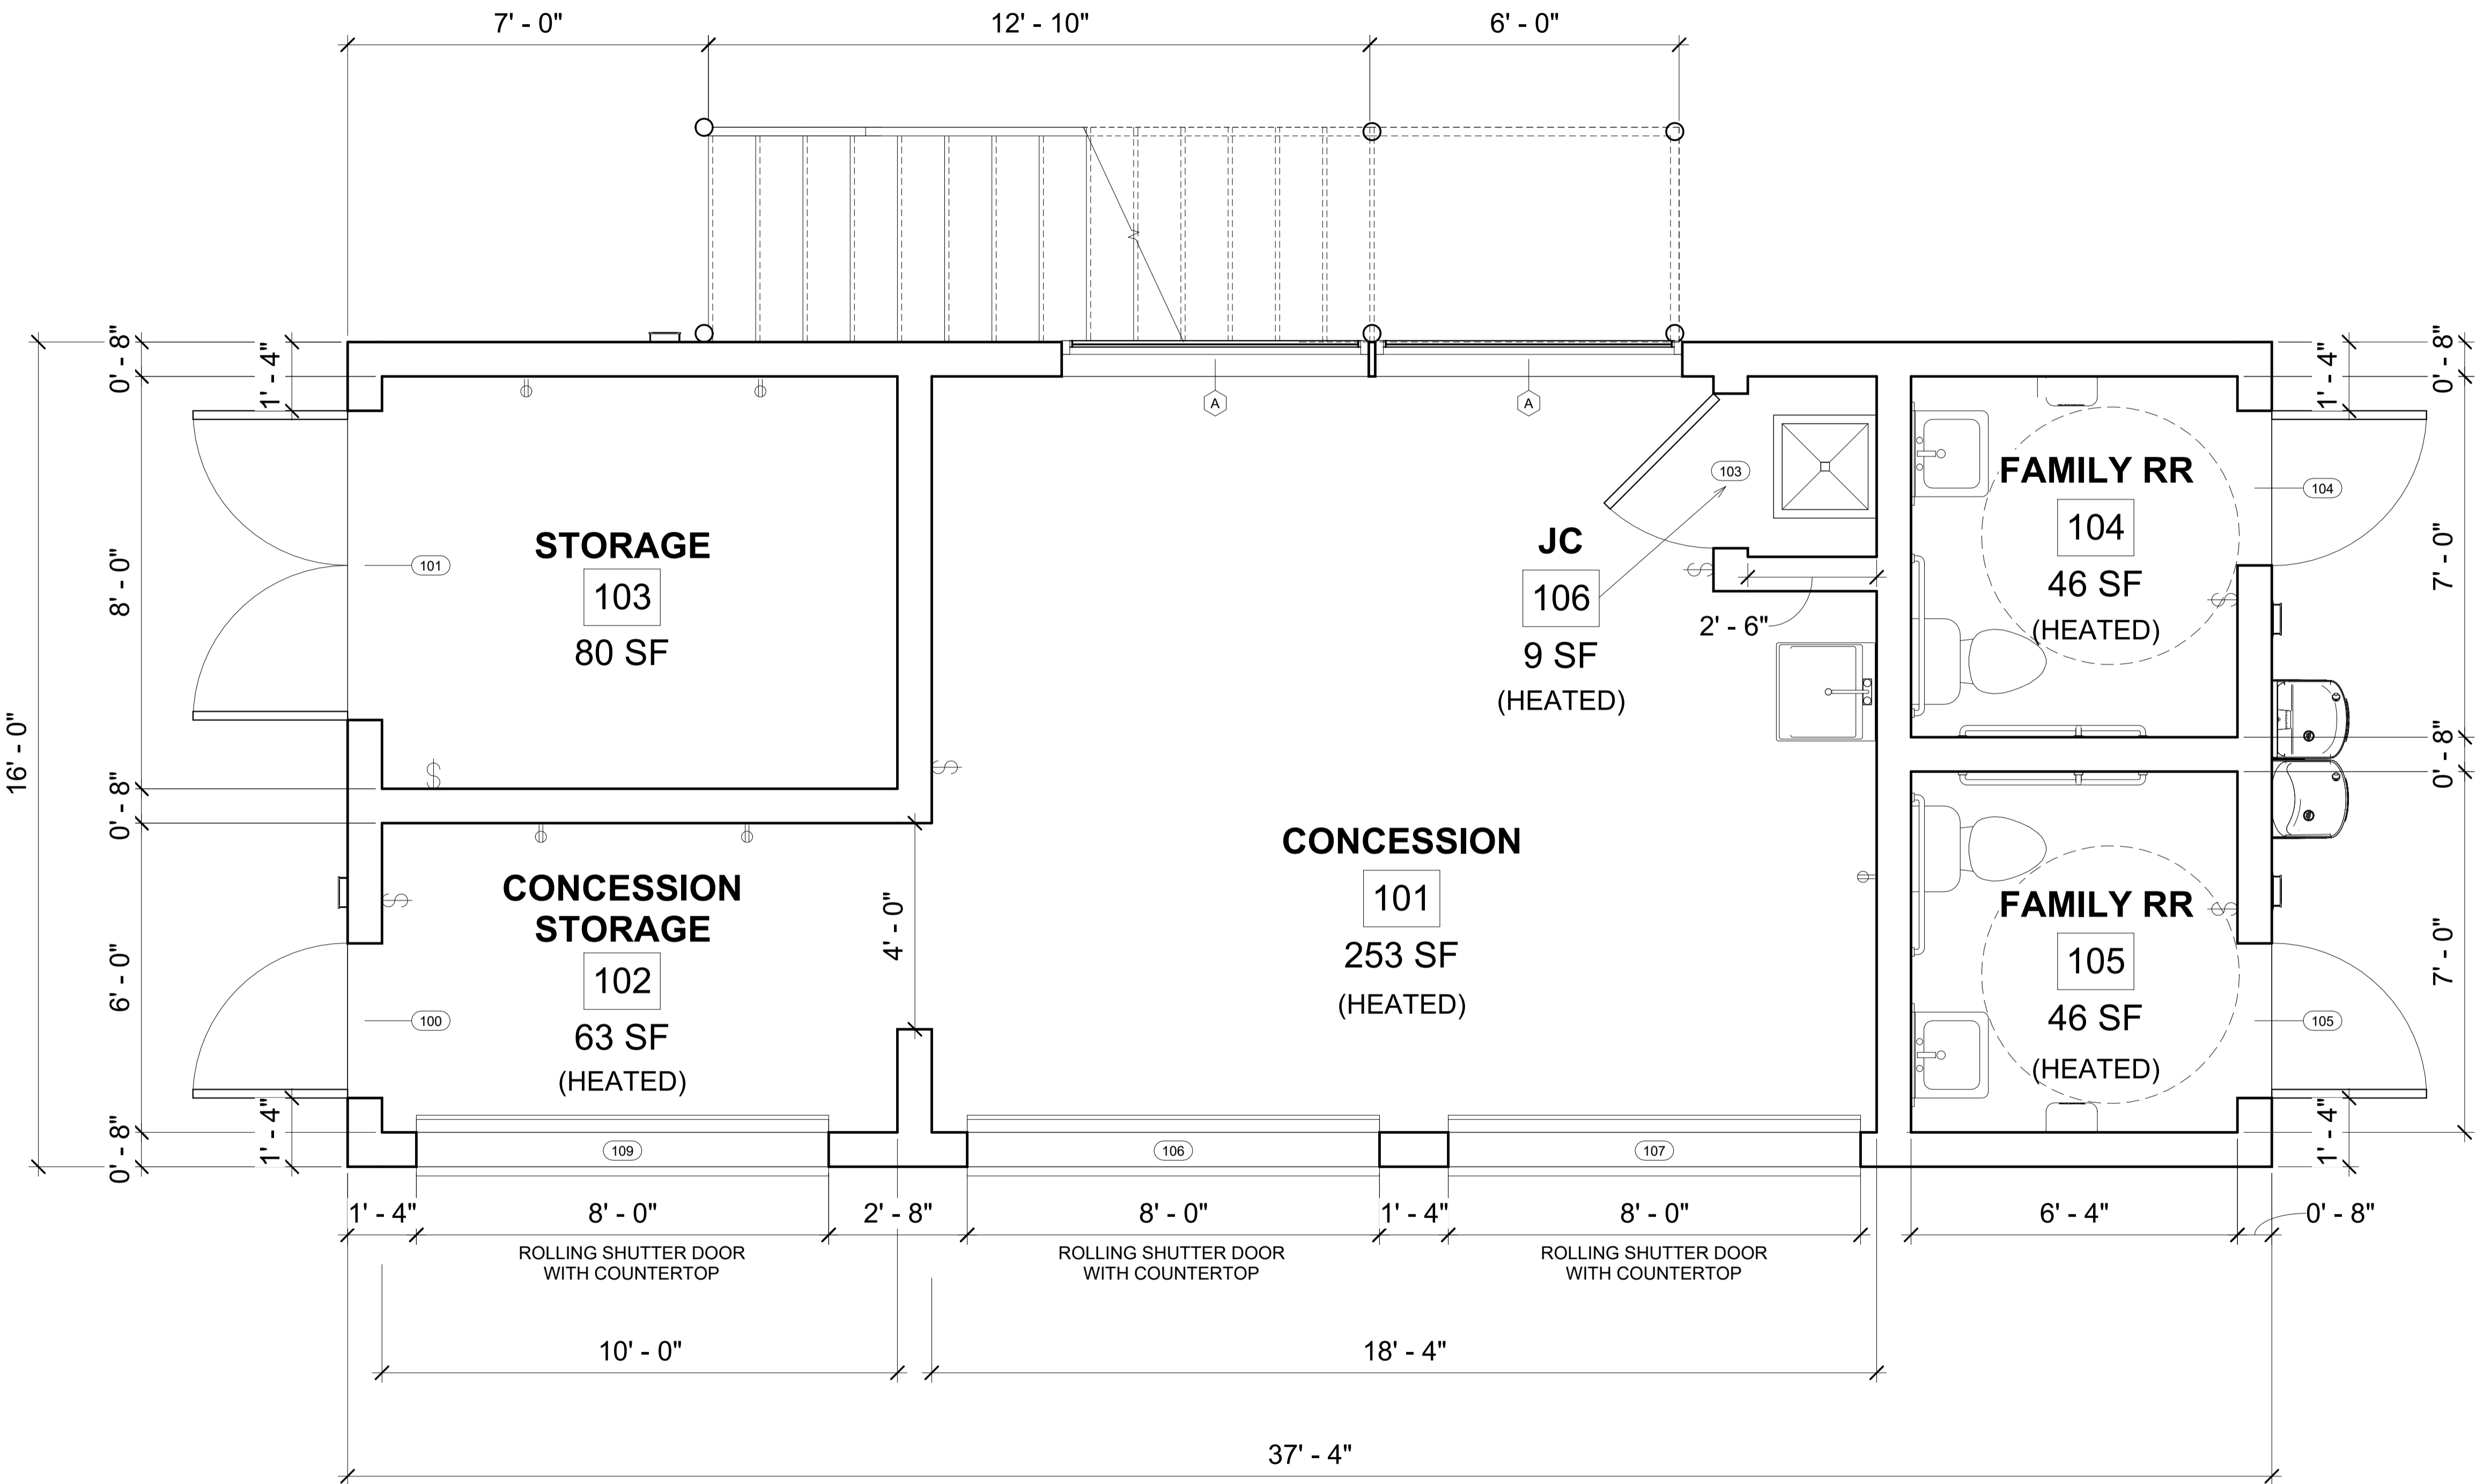 7' - 0"
12' - 10"
6' - 0"
0' - 8"
1' - 4"
1' - 4"
0' - 8"
A
A
103
FAMILY RR
104
46 SF
(HEATED)
104
STORAGE
103
80 SF
101
8' - 0"
JC
106
9 SF
(HEATED)
2' - 6"
7' - 0"
16' - 0"
0' - 8"
0' - 8"
CONCESSION
101
253 SF
(HEATED)
CONCESSION
STORAGE
102
63 SF
(HEATED)
100
4' - 0"
6' - 0"
FAMILY RR
105
46 SF
(HEATED)
105
7' - 0"
0' - 8"
1' - 4"
1' - 4"
109
106
107
1' - 4"
8' - 0"
2' - 8"
8' - 0"
1' - 4"
8' - 0"
6' - 4"
0' - 8"
ROLLING SHUTTER DOOR
WITH COUNTERTOP
ROLLING SHUTTER DOOR
WITH COUNTERTOP
ROLLING SHUTTER DOOR
WITH COUNTERTOP
10' - 0"
18' - 4"
37' - 4"
0' - 8"